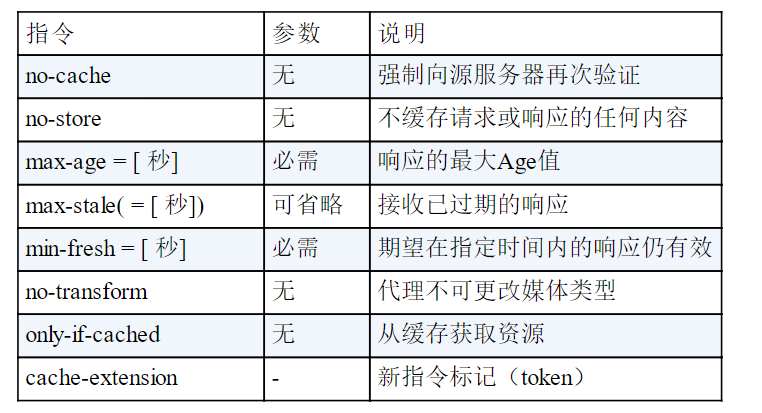 指令 参数 说明
no-cache 无 强制向源服务器再次验证
no-store 无 不缓存请求或响应的任何内容
max-age = [ 秒] 必需 响应的最大Age值
max-stale( = [ 秒]) 可省略 接收已过期的响应
min-fresh = [ 秒] 必需 期望在指定时间内的响应仍有效
no-transform 无 代理不可更改媒体类型
only-if-cached 无 从缓存获取资源
cache-extension - 新指令标记（token）